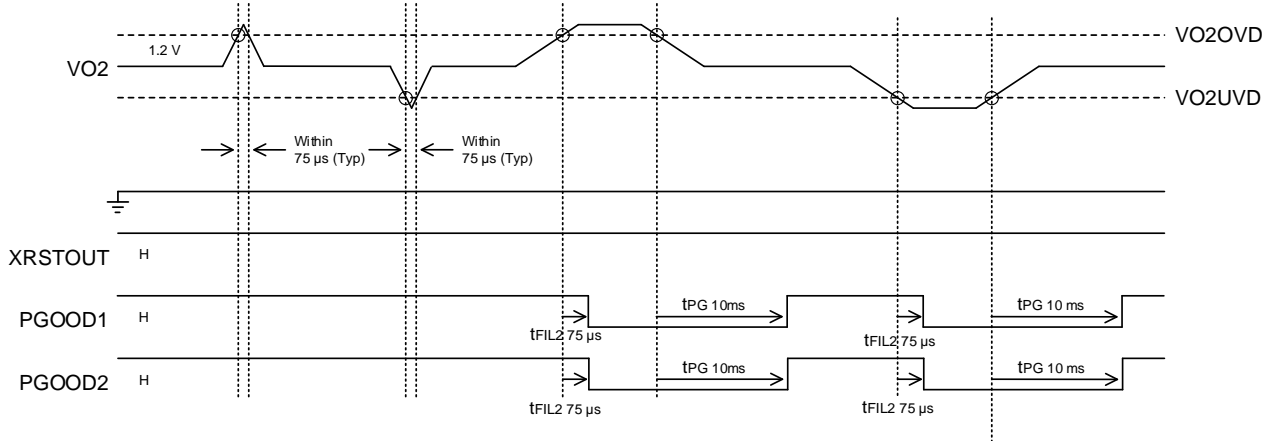 VO2OVD
1.2 V
VO2
VO2UVD
Within
75 µs (Typ)
Within
75 µs (Typ)
XRSTOUT H
PGOOD1 H
tFIL2 75 µs
tPG 10ms
tFIL2 75 µs
tPG 10 ms
PGOOD2 H
tFIL2 75 µs
tPG 10ms
tFIL2 75 µs
tPG 10 ms